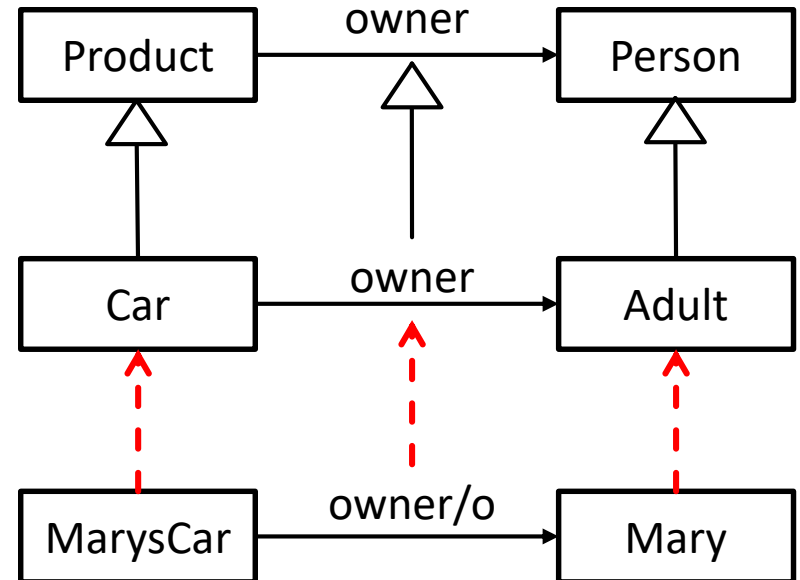 owner
Product
Person
owner
Car
Adult
owner/o
MarysCar
Mary